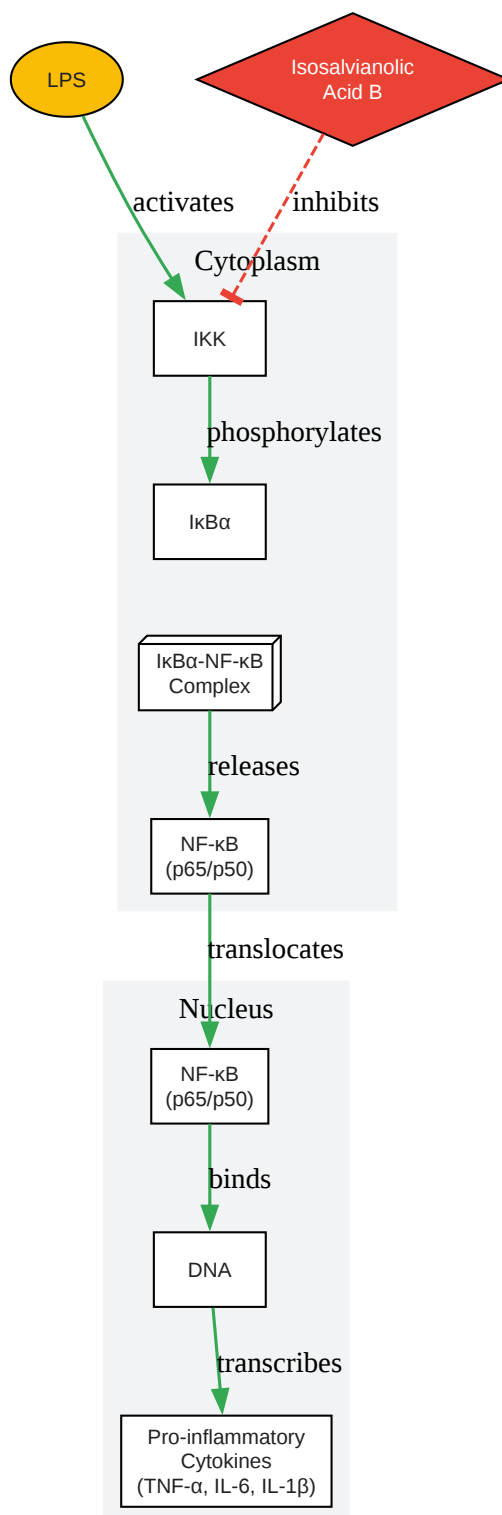 LPS
Isosalvianolic
Acid B
activates
inhibits
Cytoplasm
IKK
phosphorylates
IκBα
IκBα-NF-κB
Complex
releases
NF-κB
(p65/p50)
translocates
Nucleus
NF-κB
(p65/p50)
binds
DNA
transcribes
Pro-inflammatory
Cytokines
(TNF-α, IL-6, IL-1β)